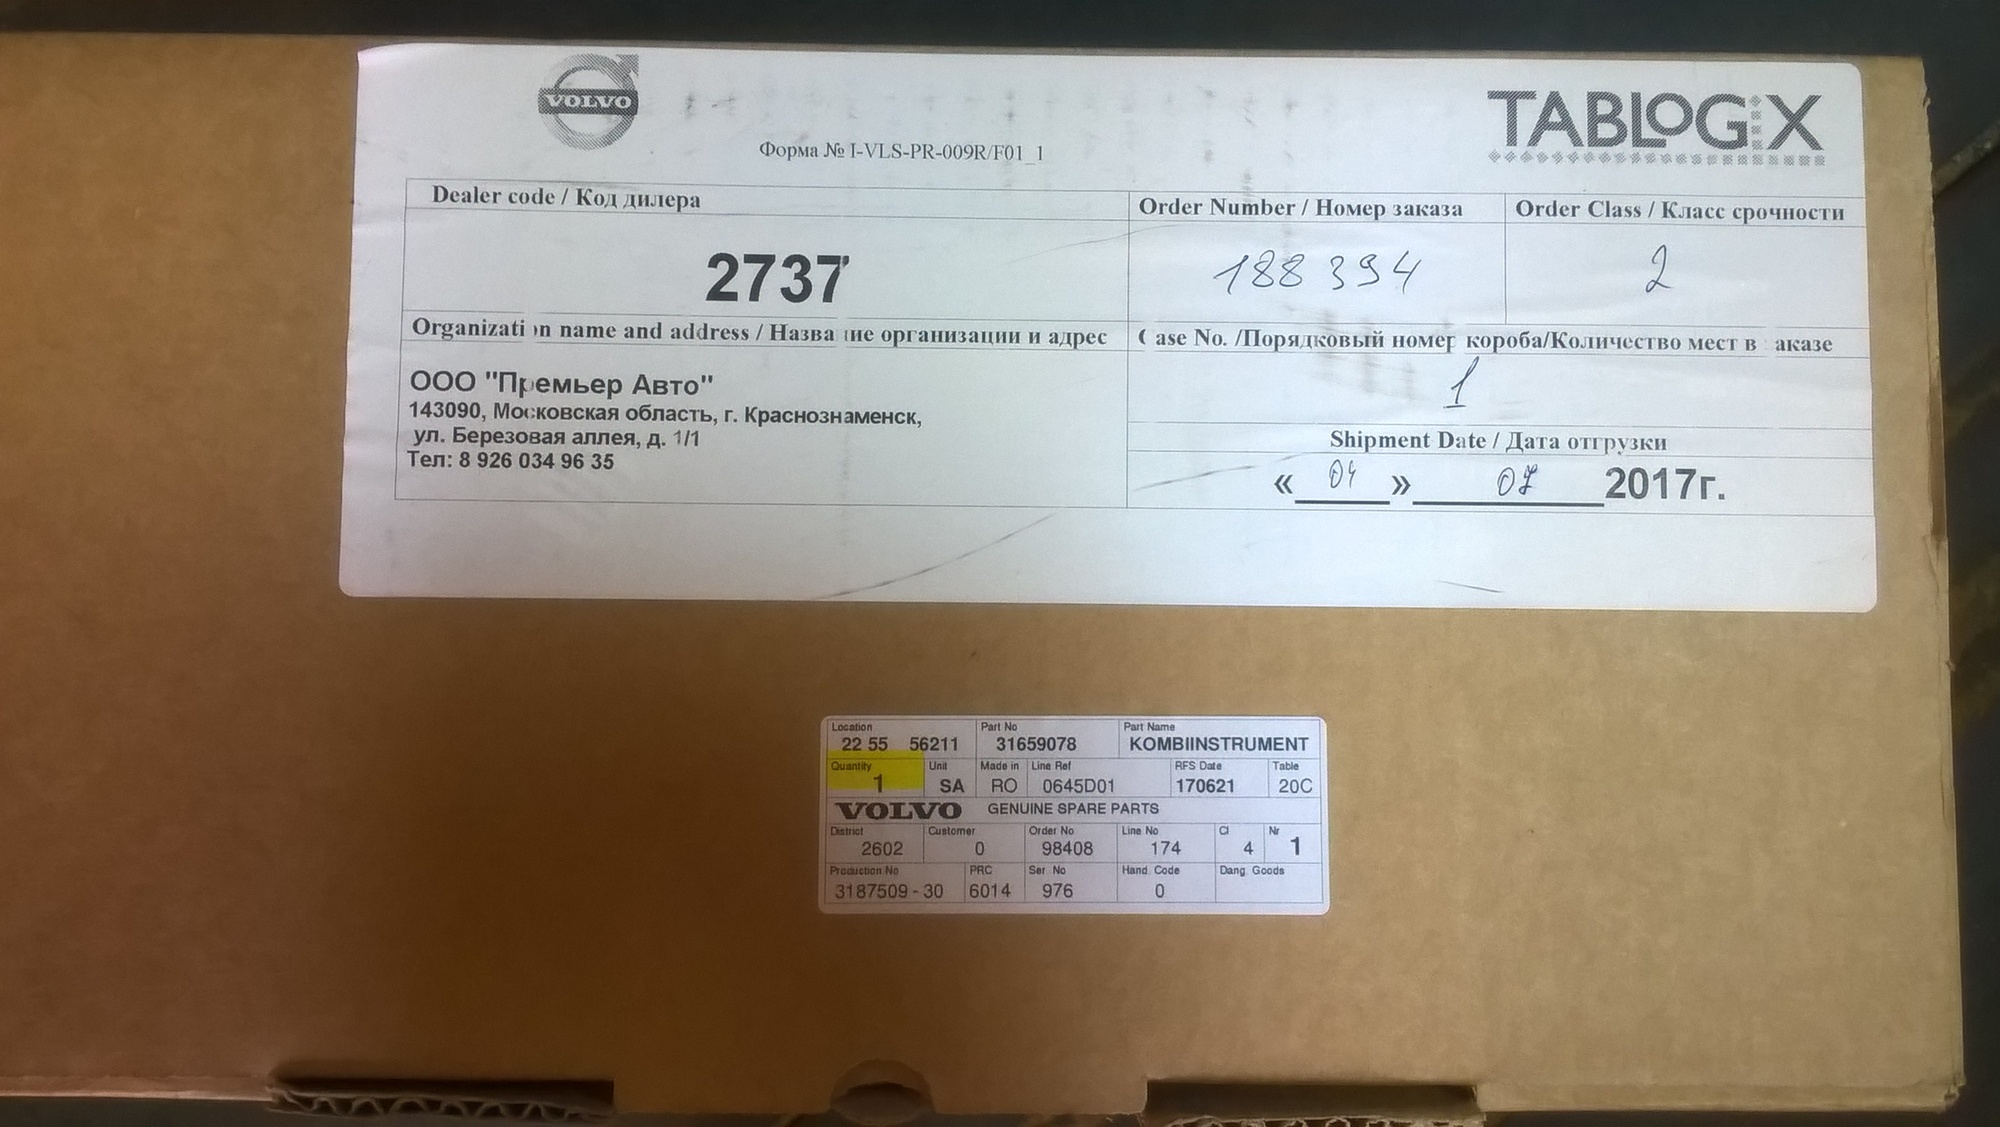 VOLVO
TABLOGIX
Форма № I-VLS-PR-009R/F01_1
Dealer code / Код дилера
Order Number / Номер заказа
Order Class / Класс срочности
2737
188 394
2
Organizati n name and address / Назва ние организации и адрес
Case No. /Порядковый номер короба/Количество мест в аказе
ООО "Премьер Авто"
143090, Московская область, г. Краснознаменск,
ул. Березовая аллея, д. 1/1
Тел: 8 926 034 96 35
1
Shipment Date / Дата отгрузки
« 04 » 07 2017г.
Location Part No Part Name
22 55 56211 31659078 KOMBIINSTRUMENT
Quantity Unit Made in Line Ref RFS Date Table
1 SA RO 0645D01 170621 20C
VOLVO GENUINE SPARE PARTS
District Customer Order No Line No Cl Nr
2602 0 98408 174 4 1
Production No PRC Ser. No Hand. Code Dang. Goods
3187509 - 30 6014 976 0